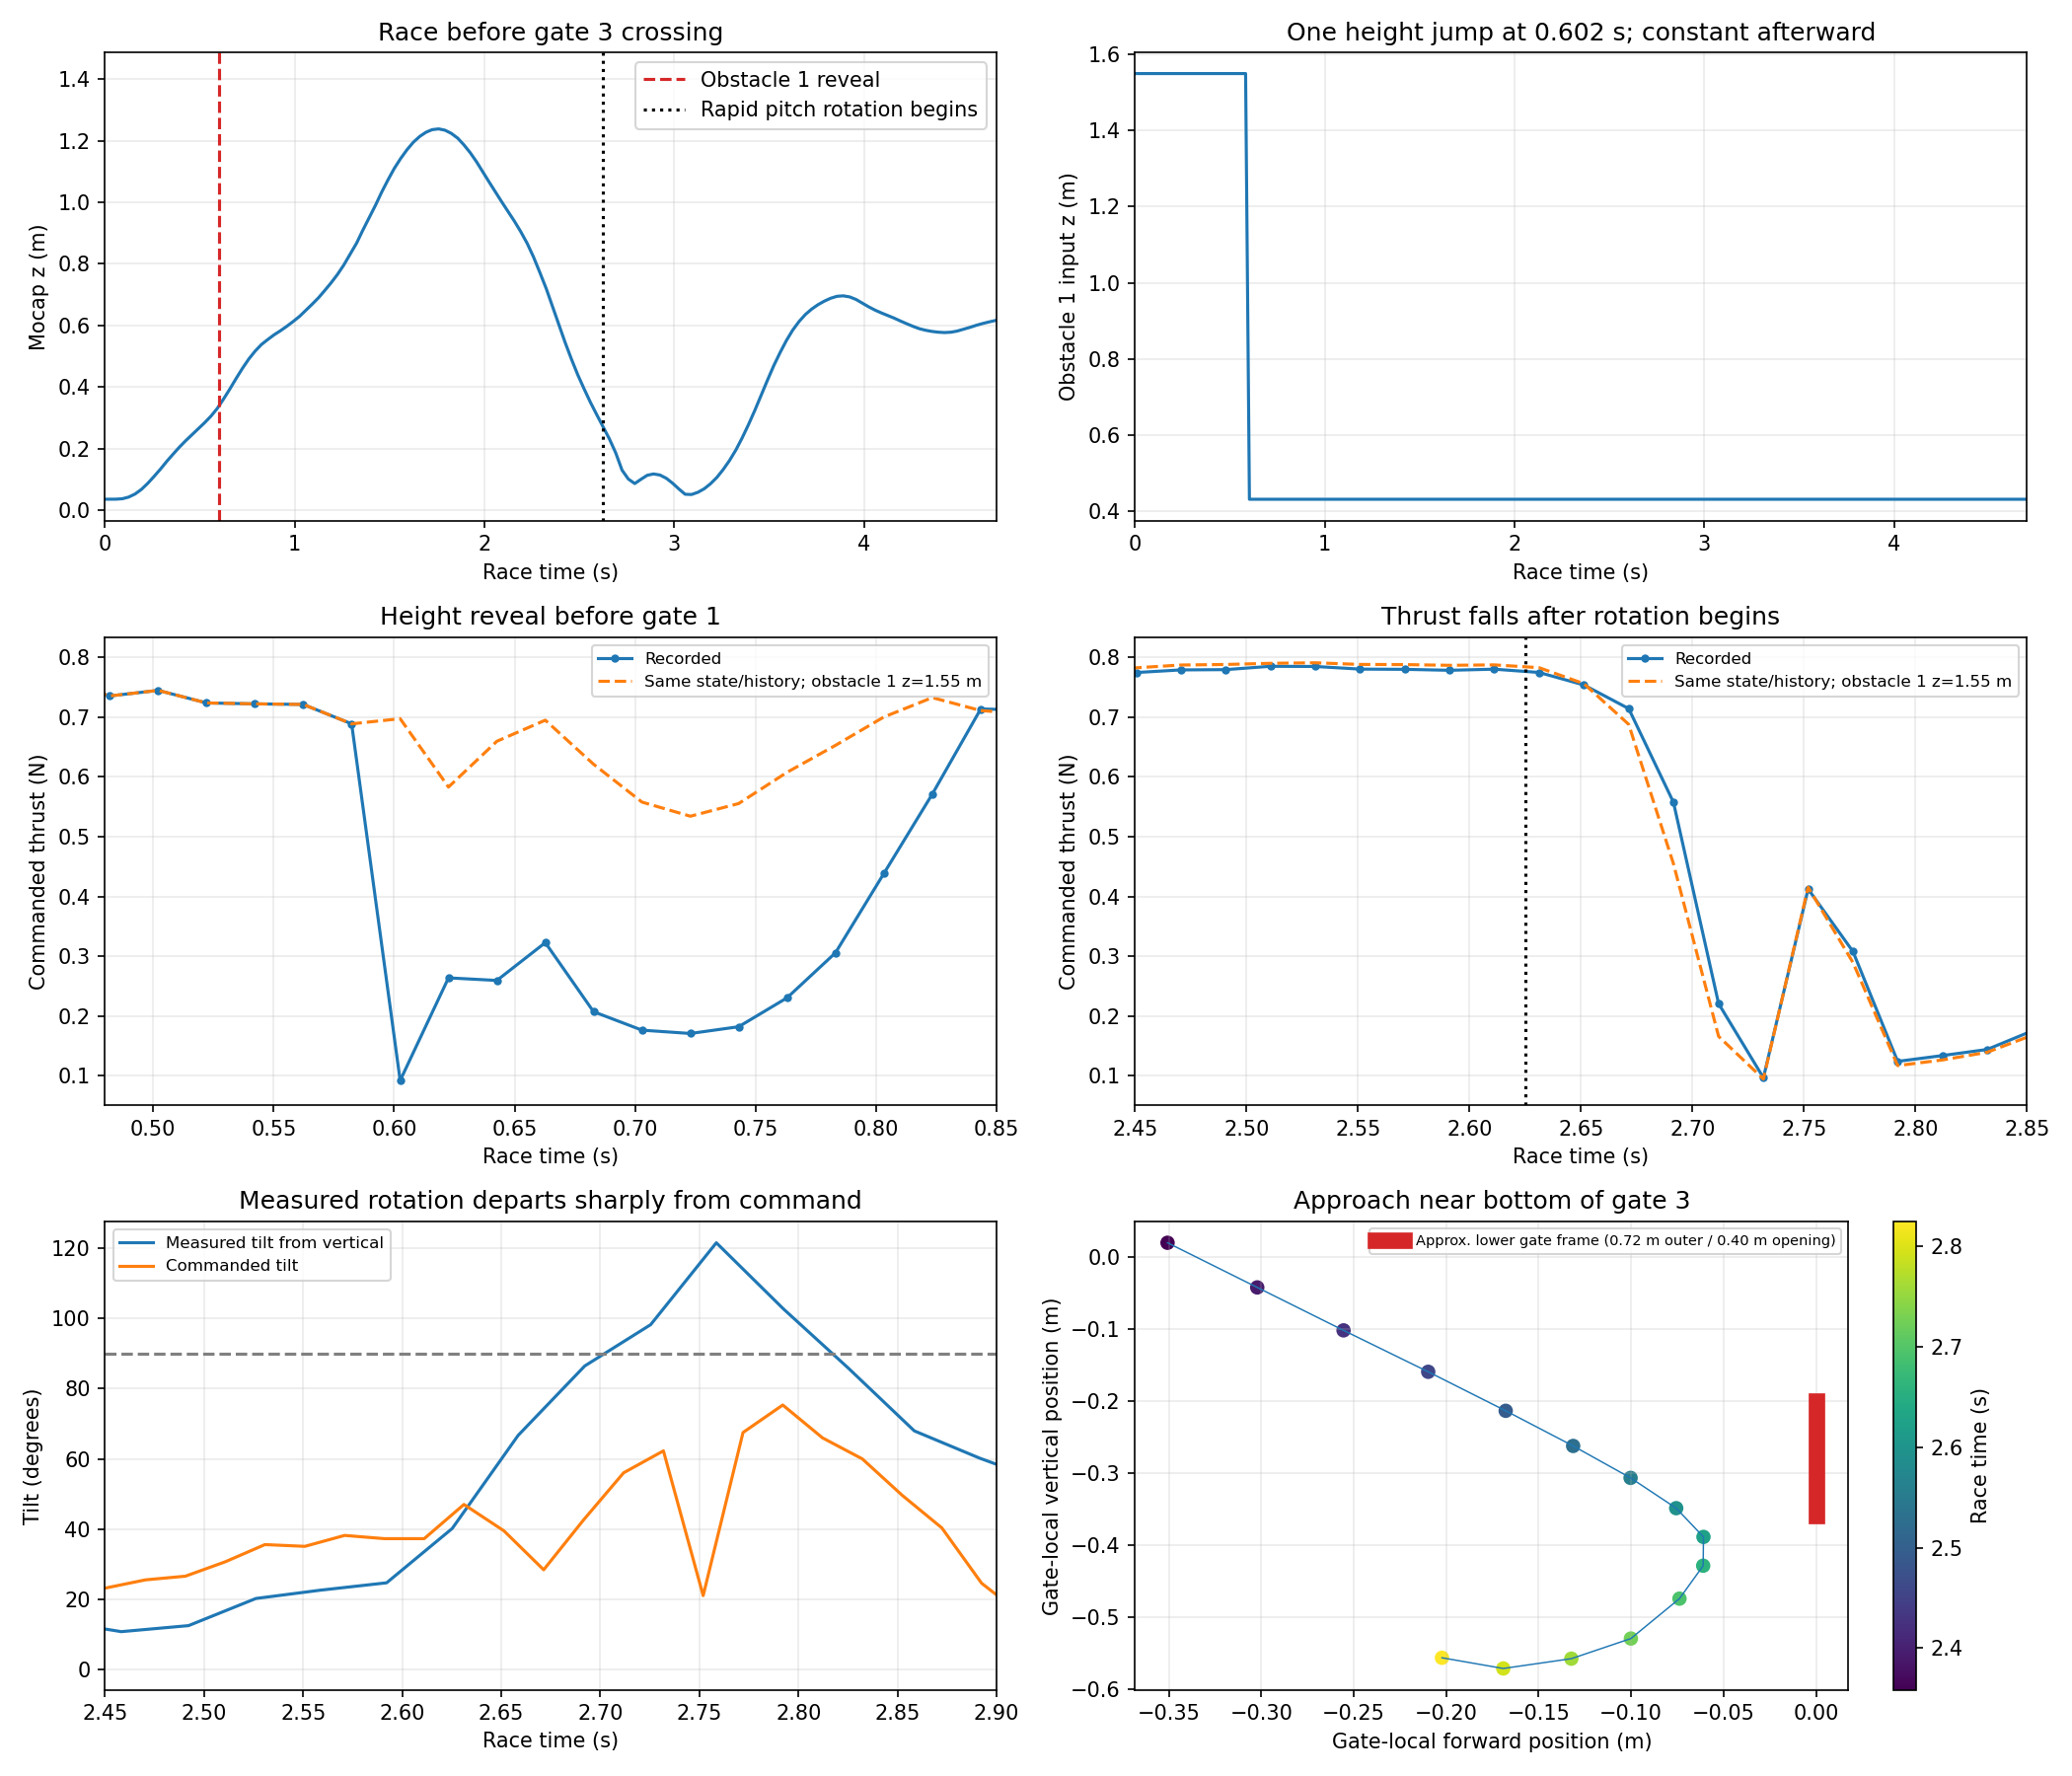 Race before gate 3 crossing
Mocap z (m)
1.4
1.2
1.0
0.8
0.6
0.4
0.2
0.0
Obstacle 1 reveal
Rapid pitch rotation begins
0 1 2 3 4
Race time (s)
One height jump at 0.602 s; constant afterward
Obstacle 1 input z (m)
1.6
1.4
1.2
1.0
0.8
0.6
0.4
0 1 2 3 4
Race time (s)
Height reveal before gate 1
Commanded thrust (N)
0.8
0.7
0.6
0.5
0.4
0.3
0.2
0.1
Recorded
Same state/history; obstacle 1 z=1.55 m
0.50 0.55 0.60 0.65 0.70 0.75 0.80 0.85
Race time (s)
Thrust falls after rotation begins
Commanded thrust (N)
0.8
0.7
0.6
0.5
0.4
0.3
0.2
0.1
Recorded
Same state/history; obstacle 1 z=1.55 m
2.45 2.50 2.55 2.60 2.65 2.70 2.75 2.80 2.85
Race time (s)
Measured rotation departs sharply from command
Tilt (degrees)
120
100
80
60
40
20
0
Measured tilt from vertical
Commanded tilt
2.45 2.50 2.55 2.60 2.65 2.70 2.75 2.80 2.85 2.90
Race time (s)
Approach near bottom of gate 3
Gate-local vertical position (m)
0.0
−0.1
−0.2
−0.3
−0.4
−0.5
−0.6
Approx. lower gate frame (0.72 m outer / 0.40 m opening)
−0.35 −0.30 −0.25 −0.20 −0.15 −0.10 −0.05 0.00
Gate-local forward position (m)
2.8
2.7
2.6
2.5
2.4
Race time (s)